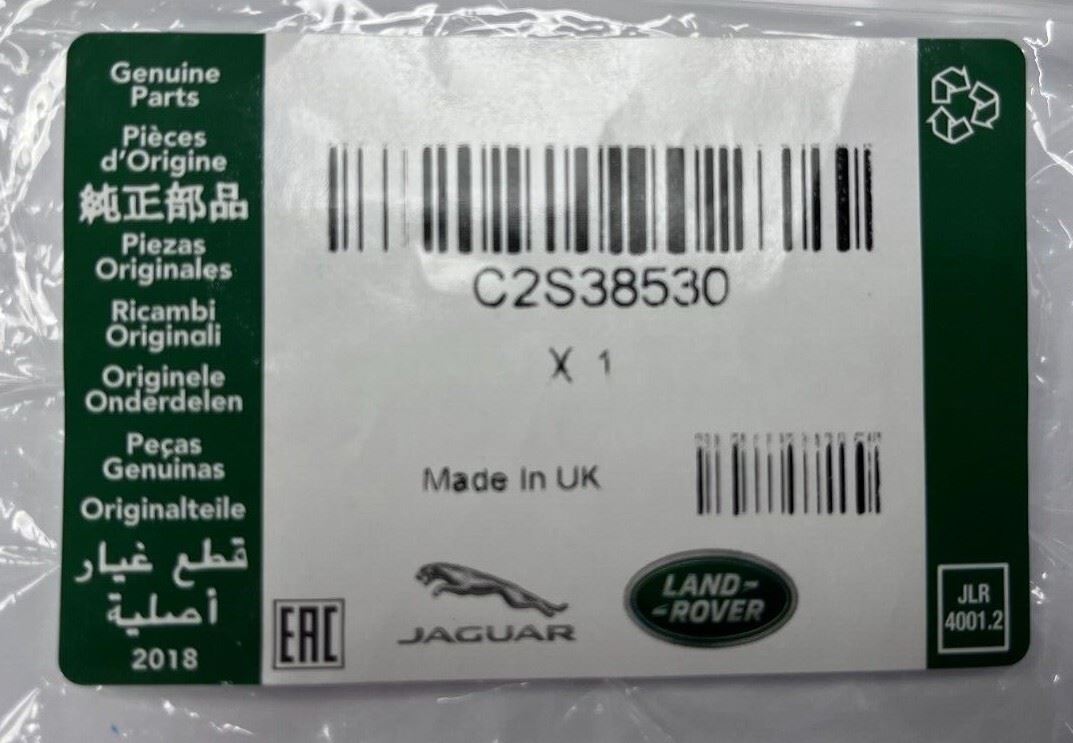 Genuine
Parts
Pièces
d'Origine
純正部品
Piezas
Originales
Ricambi
Originali
Originele
Onderdelen
Peças
Genuinas
Originalteile
قطع غيار
أصلية
2018
C2S38530
X 1
Made In UK
EAC
JAGUAR
LAND-
-ROVER
JLR
4001.2